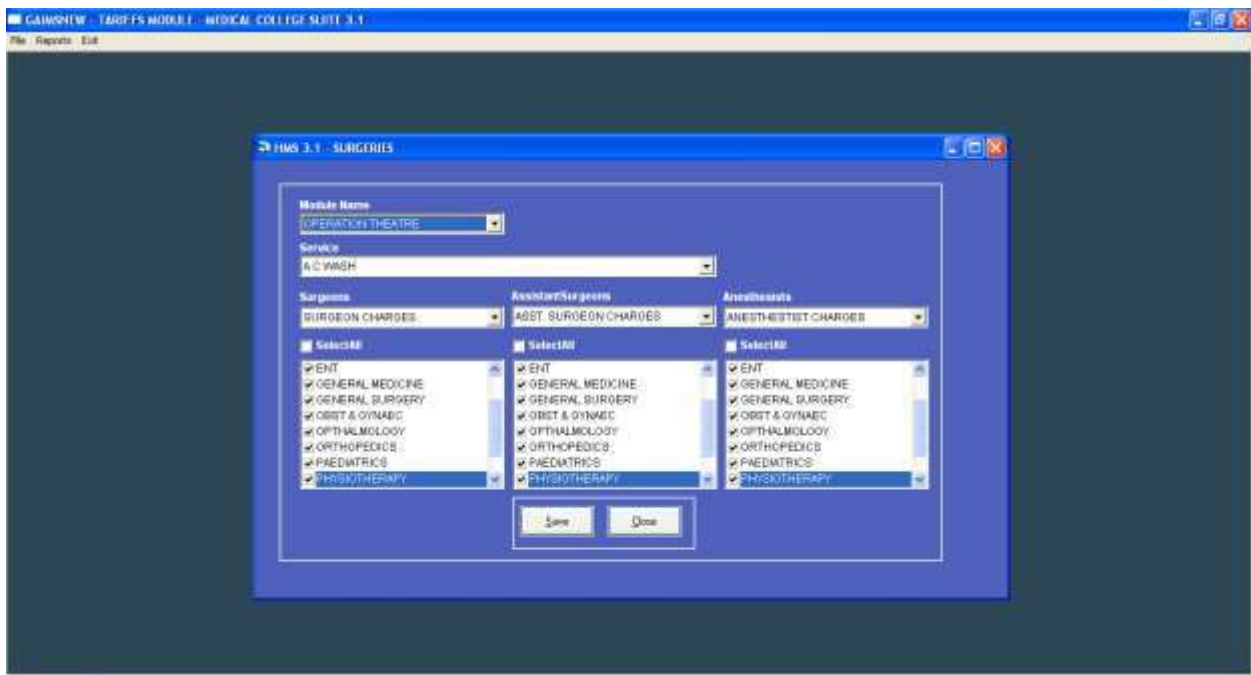 GAIMSNEW - TARIFFS MODULE - MEDICAL COLLEGE SUITE 3.1
File Reports Exit
HMS 3.1 - SURGERIES
Module Name
OPERATION THEATRE
Service
A C WASH
Surgeons AssistantSurgeons Anesthesists
SURGEON CHARGES ASST. SURGEON CHARGES ANESTHESTIST CHARGES
SelectAll SelectAll SelectAll
ENT ENT ENT
GENERAL MEDICINE GENERAL MEDICINE GENERAL MEDICINE
GENERAL SURGERY GENERAL SURGERY GENERAL SURGERY
OBST & GYNAEC OBST & GYNAEC OBST & GYNAEC
OPTHALMOLOGY OPTHALMOLOGY OPTHALMOLOGY
ORTHOPEDICS ORTHOPEDICS ORTHOPEDICS
PAEDIATRICS PAEDIATRICS PAEDIATRICS
PHYSIOTHERAPY PHYSIOTHERAPY PHYSIOTHERAPY
Save Close